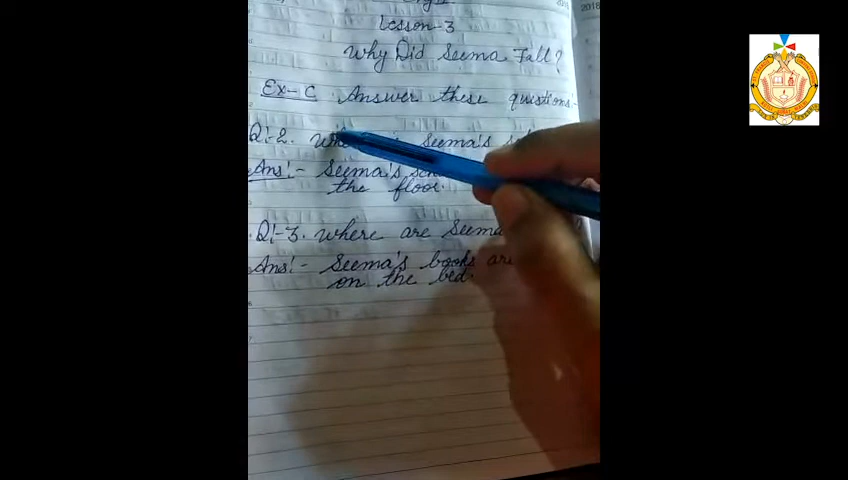 Lesson-3
Why Did Seema Fall?
Ex-C Answer these questions:-
Q:-2. Seema's
Ans:- Seema's
the floor.
Q:-3. where are
Ans:- Seema's books are
on the bed.
2018